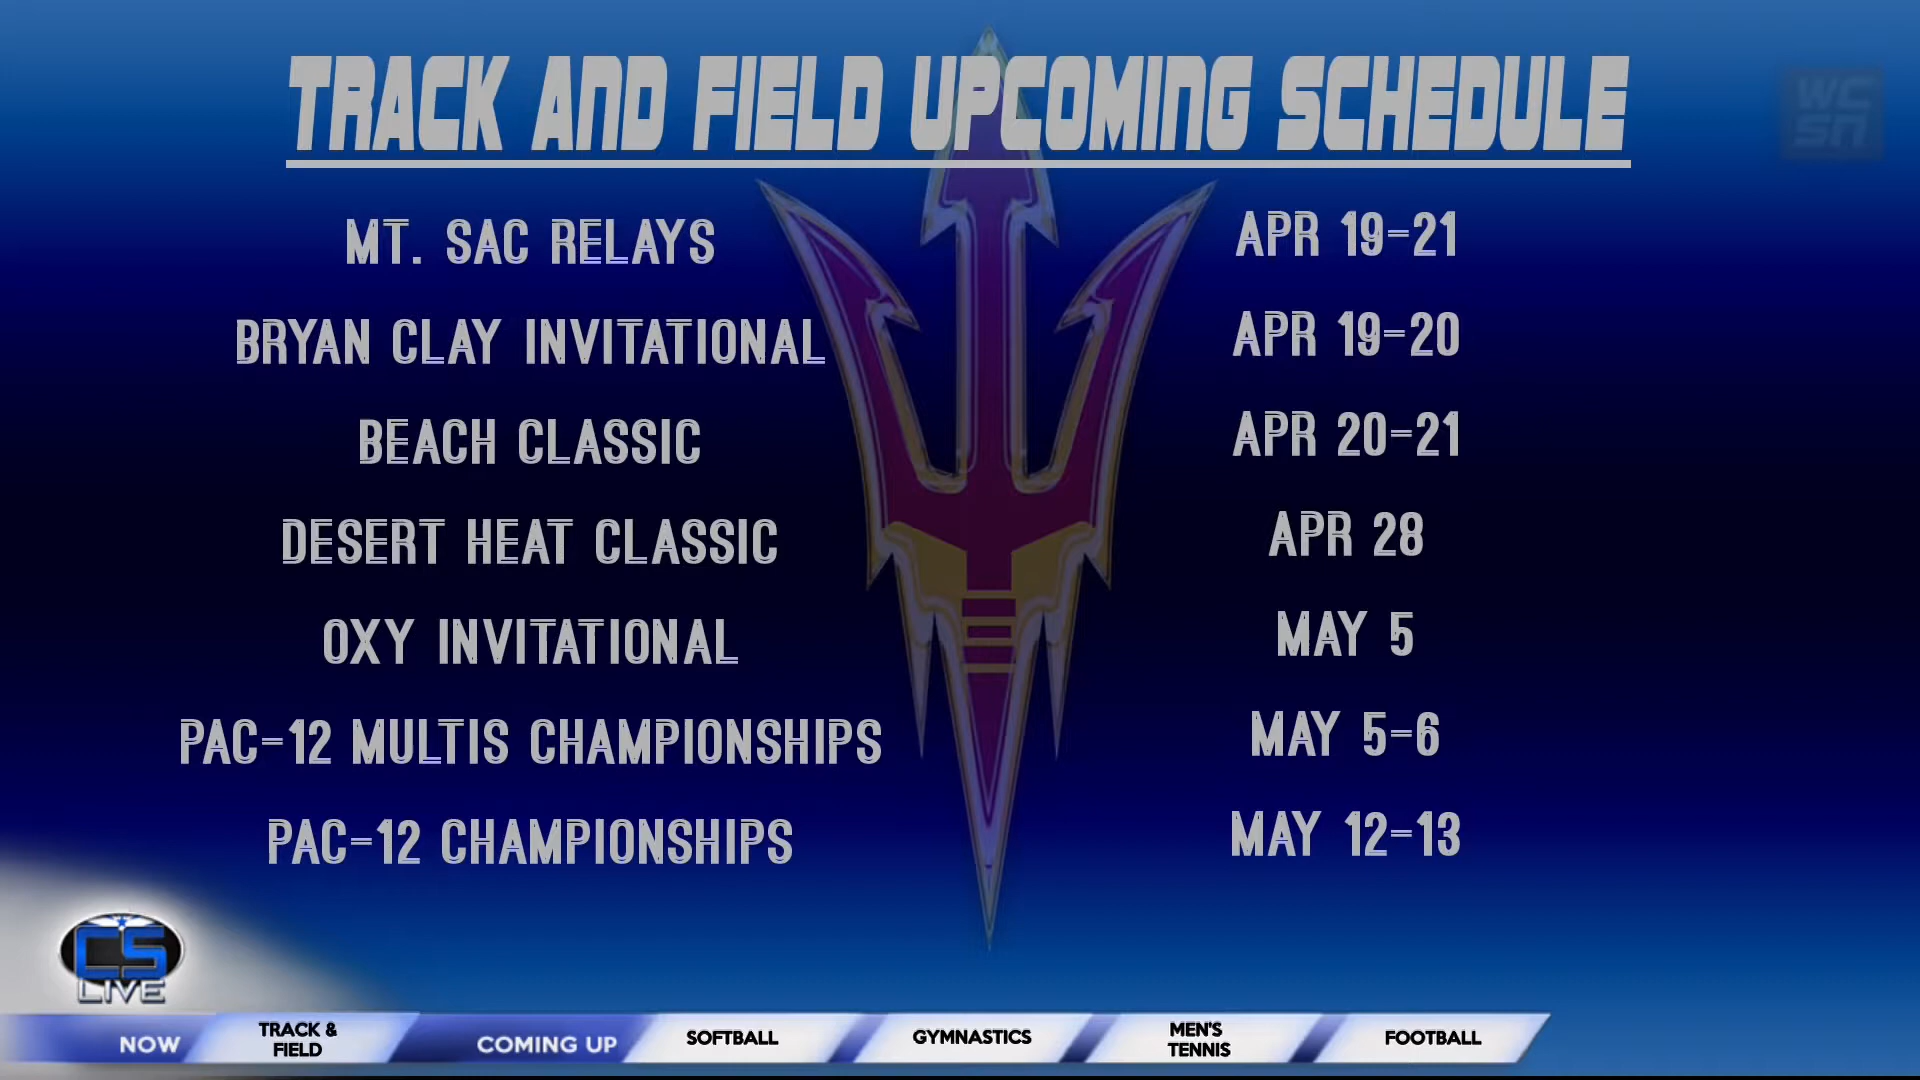 TRACK AND FIELD UPCOMING SCHEDULE
WC
SN
MT. SAC RELAYS APR 19-21
BRYAN CLAY INVITATIONAL APR 19-20
BEACH CLASSIC APR 20-21
DESERT HEAT CLASSIC APR 28
OXY INVITATIONAL MAY 5
PAC-12 MULTIS CHAMPIONSHIPS MAY 5-6
PAC-12 CHAMPIONSHIPS MAY 12-13
CS
LIVE
NOW
TRACK &
FIELD
COMING UP
SOFTBALL
GYMNASTICS
MEN'S
TENNIS
FOOTBALL